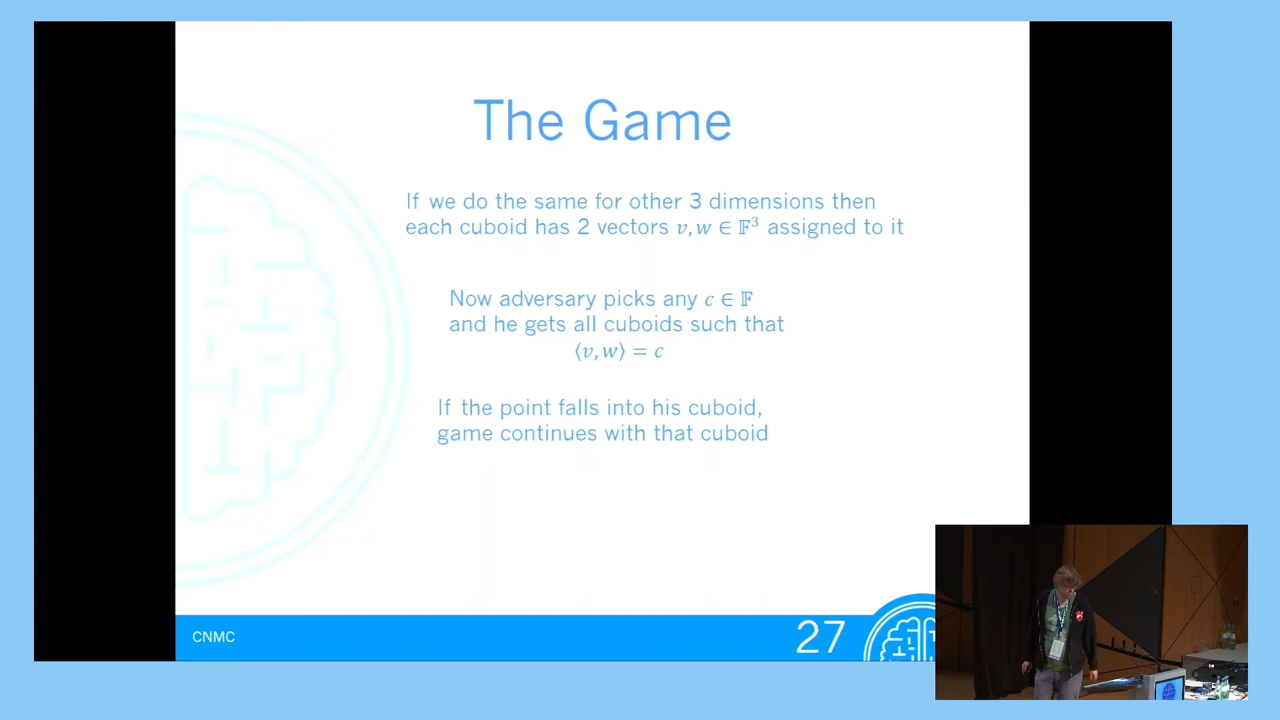 The Game
If we do the same for other 3 dimensions then
each cuboid has 2 vectors 𝑣, 𝑤 ∈ 𝔽³ assigned to it
Now adversary picks any 𝑐 ∈ 𝔽
and he gets all cuboids such that
⟨𝑣, 𝑤⟩ = 𝑐
If the point falls into his cuboid,
game continues with that cuboid
CNMC
27